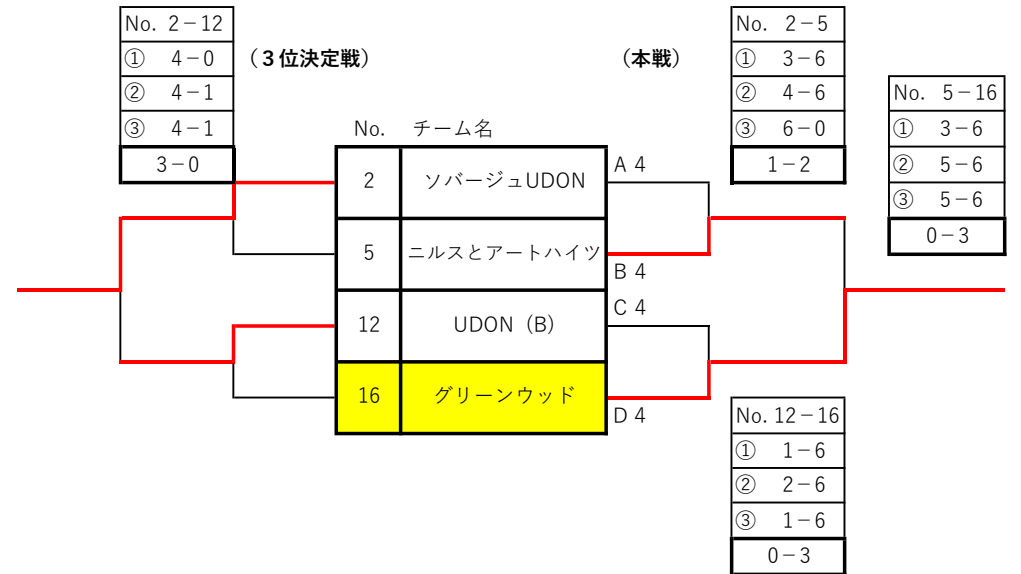 No. 2－12
① 4－0
② 4－1
③ 4－1
3－0
（３位決定戦）
（本戦）
No. 2－5
① 3－6
② 4－6
③ 6－0
1－2
No. 5－16
① 3－6
② 5－6
③ 5－6
0－3
No. チーム名
2 ソバージュUDON A 4
5 ニルスとアートハイツ B 4
12 UDON（B） C 4
16 グリーンウッド D 4
No. 12－16
① 1－6
② 2－6
③ 1－6
0－3